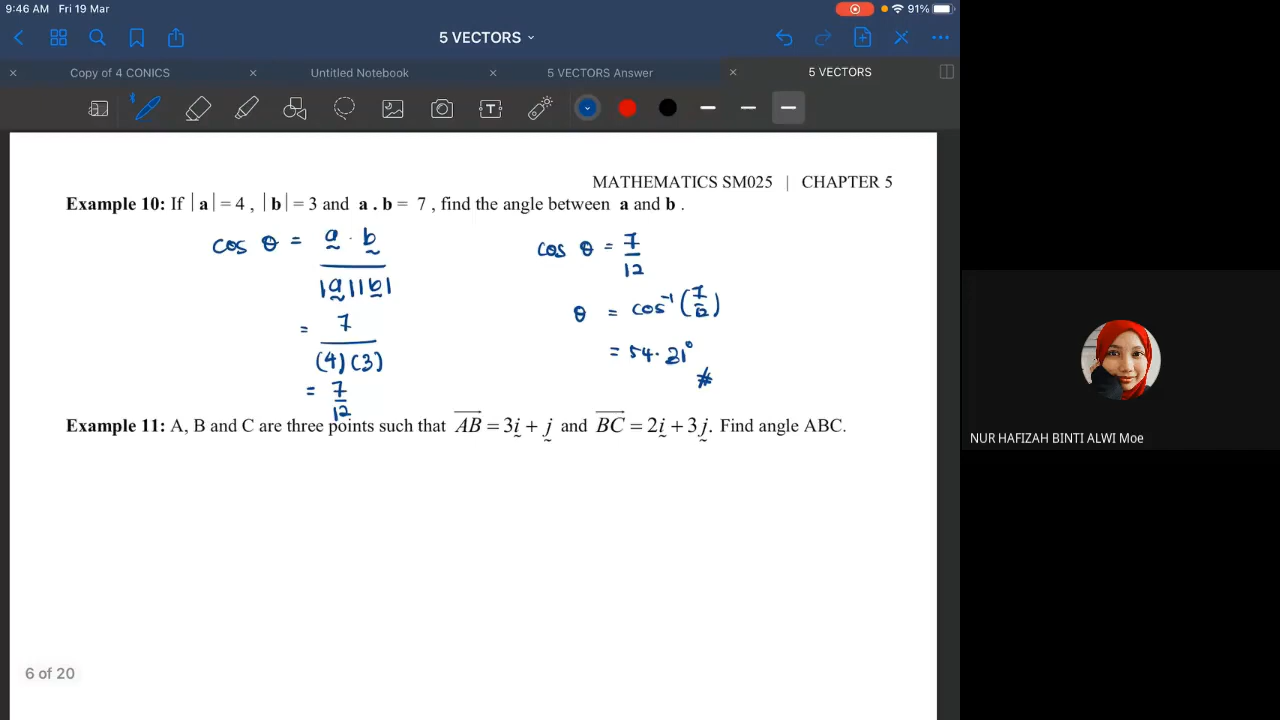 9:46 AM Fri 19 Mar
91%
5 VECTORS
Copy of 4 CONICS
Untitled Notebook
5 VECTORS Answer
5 VECTORS
MATHEMATICS SM025 | CHAPTER 5
Example 10: If |a| = 4 , |b| = 3 and a . b = 7 , find the angle between a and b .
cos θ = a · b / |a||b|
= 7 / (4)(3)
= 7/12
cos θ = 7/12
θ = cos⁻¹ (7/12)
= 54.31° #
Example 11: A, B and C are three points such that AB = 3i + j and BC = 2i + 3j. Find angle ABC.
6 of 20
NUR HAFIZAH BINTI ALWI Moe